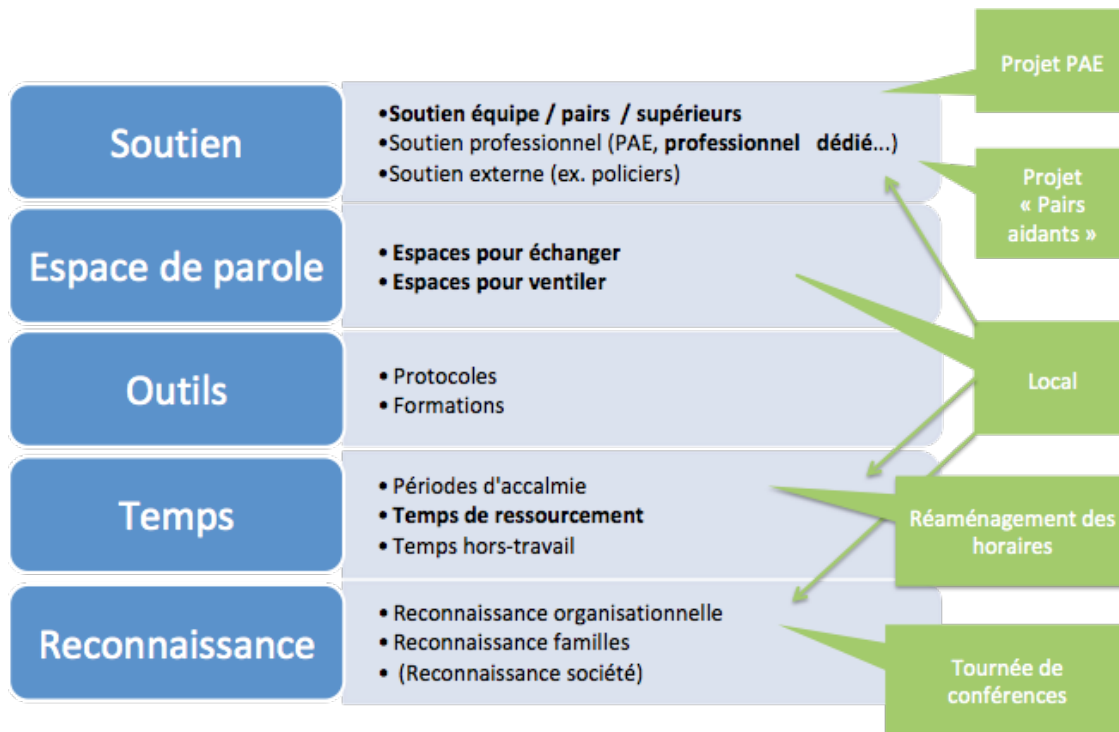 Projet PAE
Soutien
•Soutien équipe / pairs / supérieurs
•Soutien professionnel (PAE, professionnel dédié...)
•Soutien externe (ex. policiers)
Projet
« Pairs
aidants »
Espace de parole
• Espaces pour échanger
• Espaces pour ventiler
Outils
• Protocoles
• Formations
Local
Temps
• Périodes d'accalmie
• Temps de ressourcement
• Temps hors-travail
Réaménagement des
horaires
Reconnaissance
• Reconnaissance organisationnelle
• Reconnaissance familles
• (Reconnaissance société)
Tournée de
conférences